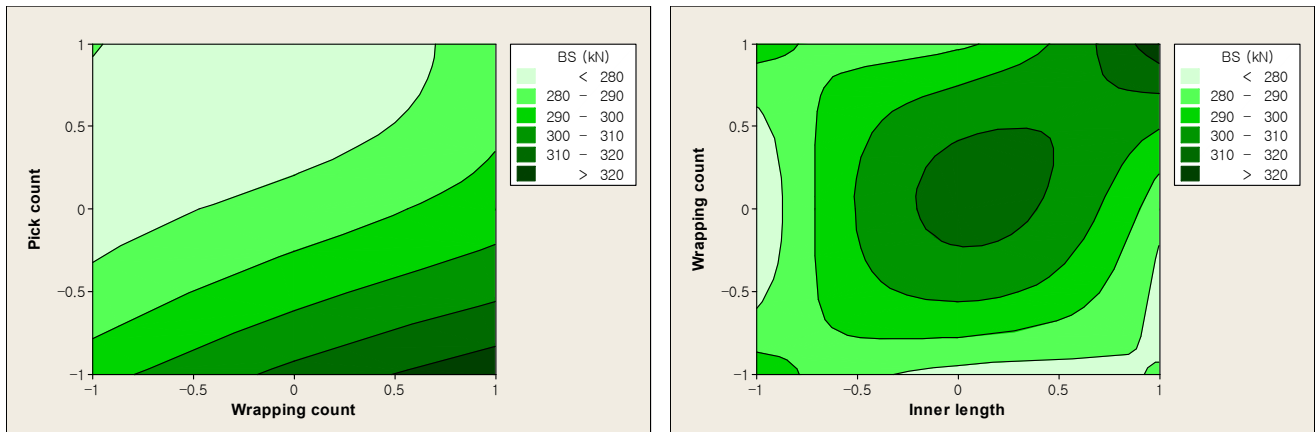 BS (kN)
< 280
280 – 290
290 – 300
300 – 310
310 – 320
> 320
1
0.5
0
−0.5
−1
Pick count
−1
−0.5
0
0.5
1
Wrapping count
BS (kN)
< 280
280 – 290
290 – 300
300 – 310
310 – 320
> 320
1
0.5
0
−0.5
−1
Wrapping count
−1
−0.5
0
0.5
1
Inner length